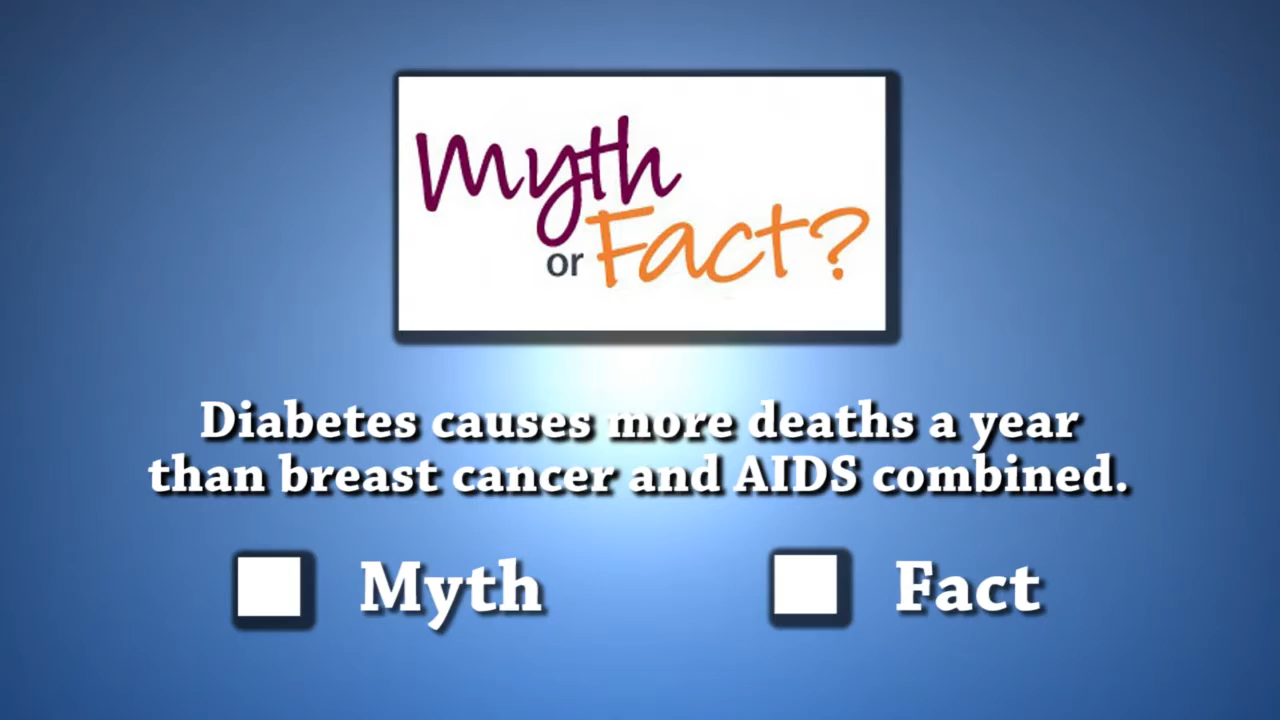 Myth
or Fact?
Diabetes causes more deaths a year
than breast cancer and AIDS combined.
Myth Fact